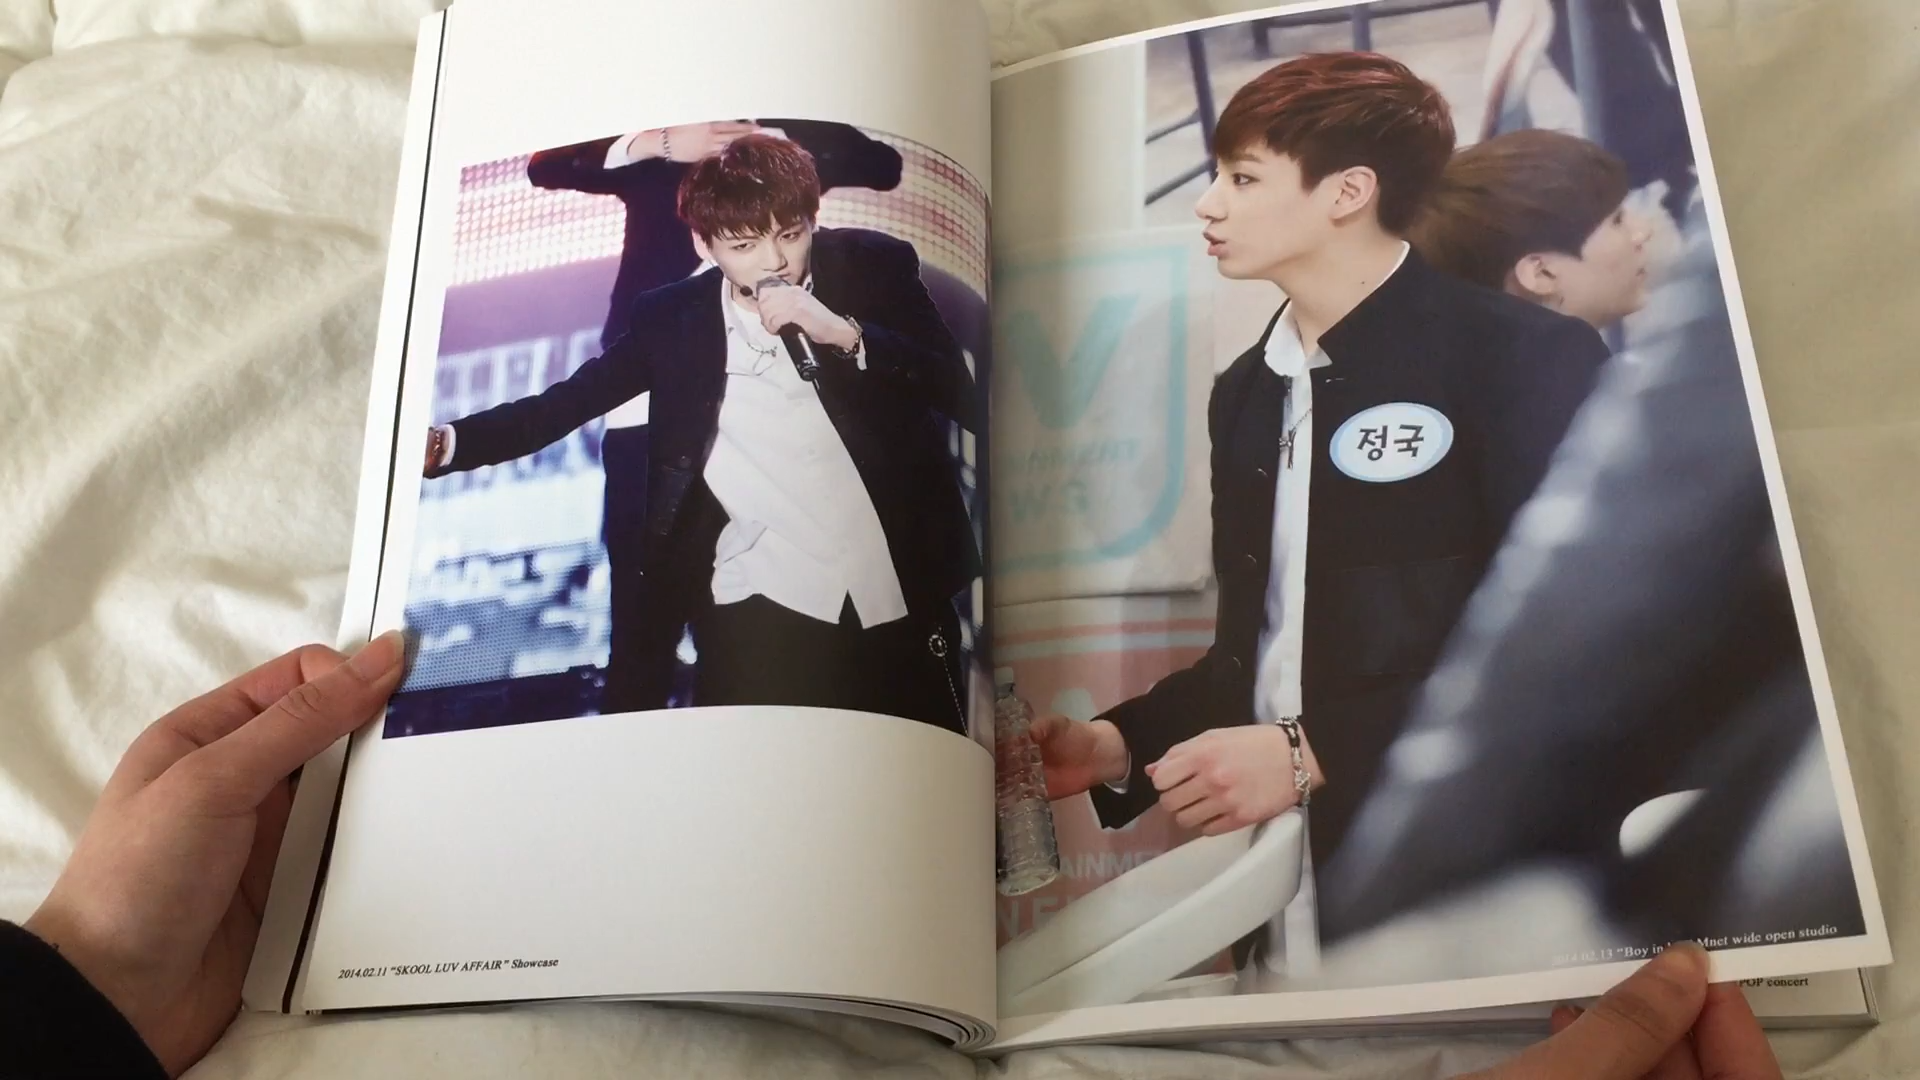 2014.02.11 "SKOOL LUV AFFAIR" Showcase
정국
AINME
2014.02.13 "Boy in Mnet wide open studio
POP concert